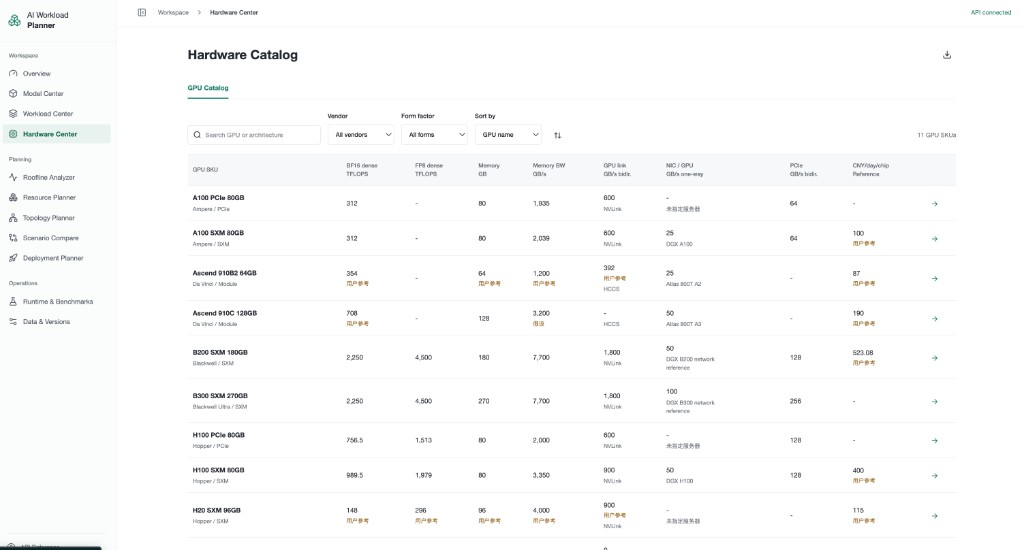 AI Workload
Planner
Workspace
Overview
Model Center
Workload Center
Hardware Center
Planning
Roofline Analyzer
Resource Planner
Topology Planner
Scenario Compare
Deployment Planner
Operations
Runtime & Benchmarks
Data & Versions
Workspace > Hardware Center
API connected
Hardware Catalog
GPU Catalog
Vendor Form factor Sort by
Search GPU or architecture All vendors All forms GPU name 11 GPU SKUs
GPU SKU BF16 dense TFLOPS FP8 dense TFLOPS Memory GB Memory BW GB/s GPU link GB/s bidir. NIC / GPU GB/s one-way PCIe GB/s bidir. CNY/day/chip Reference
A100 PCIe 80GB 312 - 80 1,935 600 - 64 -
Ampere / PCIe NVLink 未指定服务器
A100 SXM 80GB 312 - 80 2,039 600 25 64 100
Ampere / SXM NVLink DGX A100 用户参考
Ascend 910B2 64GB 354 - 64 1,200 392 25 - 87
Da Vinci / Module 用户参考 用户参考 用户参考 用户参考 Atlas 800T A2 用户参考
HCCS
Ascend 910C 128GB 708 - 128 3,200 - 50 - 190
Da Vinci / Module 用户参考 假设 HCCS Atlas 800T A3 用户参考
B200 SXM 180GB 2,250 4,500 180 7,700 1,800 50 128 523.08
Blackwell / SXM NVLink DGX B200 network reference 用户参考
B300 SXM 270GB 2,250 4,500 270 7,700 1,800 100 256 -
Blackwell Ultra / SXM NVLink DGX B300 network reference
H100 PCIe 80GB 756.5 1,513 80 2,000 600 - 128 -
Hopper / PCIe NVLink 未指定服务器
H100 SXM 80GB 989.5 1,979 80 3,350 900 50 128 400
Hopper / SXM NVLink DGX H100 用户参考
H20 SXM 96GB 148 296 96 4,000 900 - - 115
Hopper / SXM 用户参考 用户参考 用户参考 用户参考 用户参考 未指定服务器 用户参考
NVLink